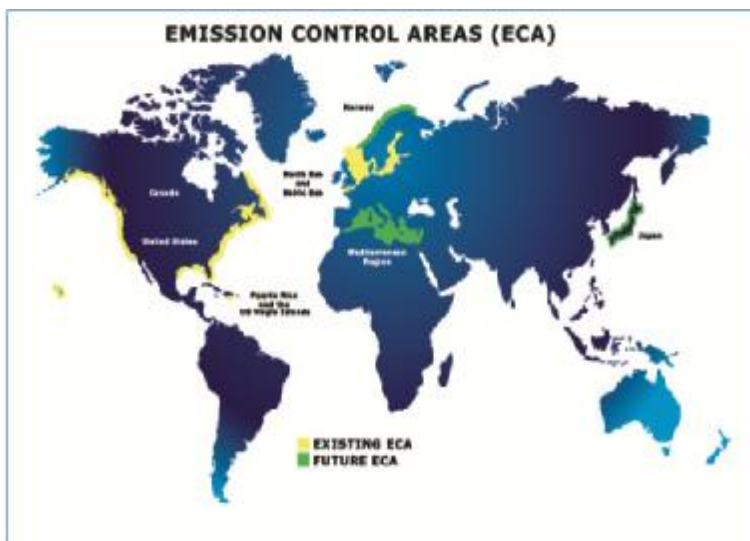 EMISSION CONTROL AREAS (ECA)
Norway
North Sea
and
Baltic Sea
Canada
United States
Mediterranean
Region
Japan
Puerto Rico
and the
US Virgin Islands
EXISTING ECA
FUTURE ECA